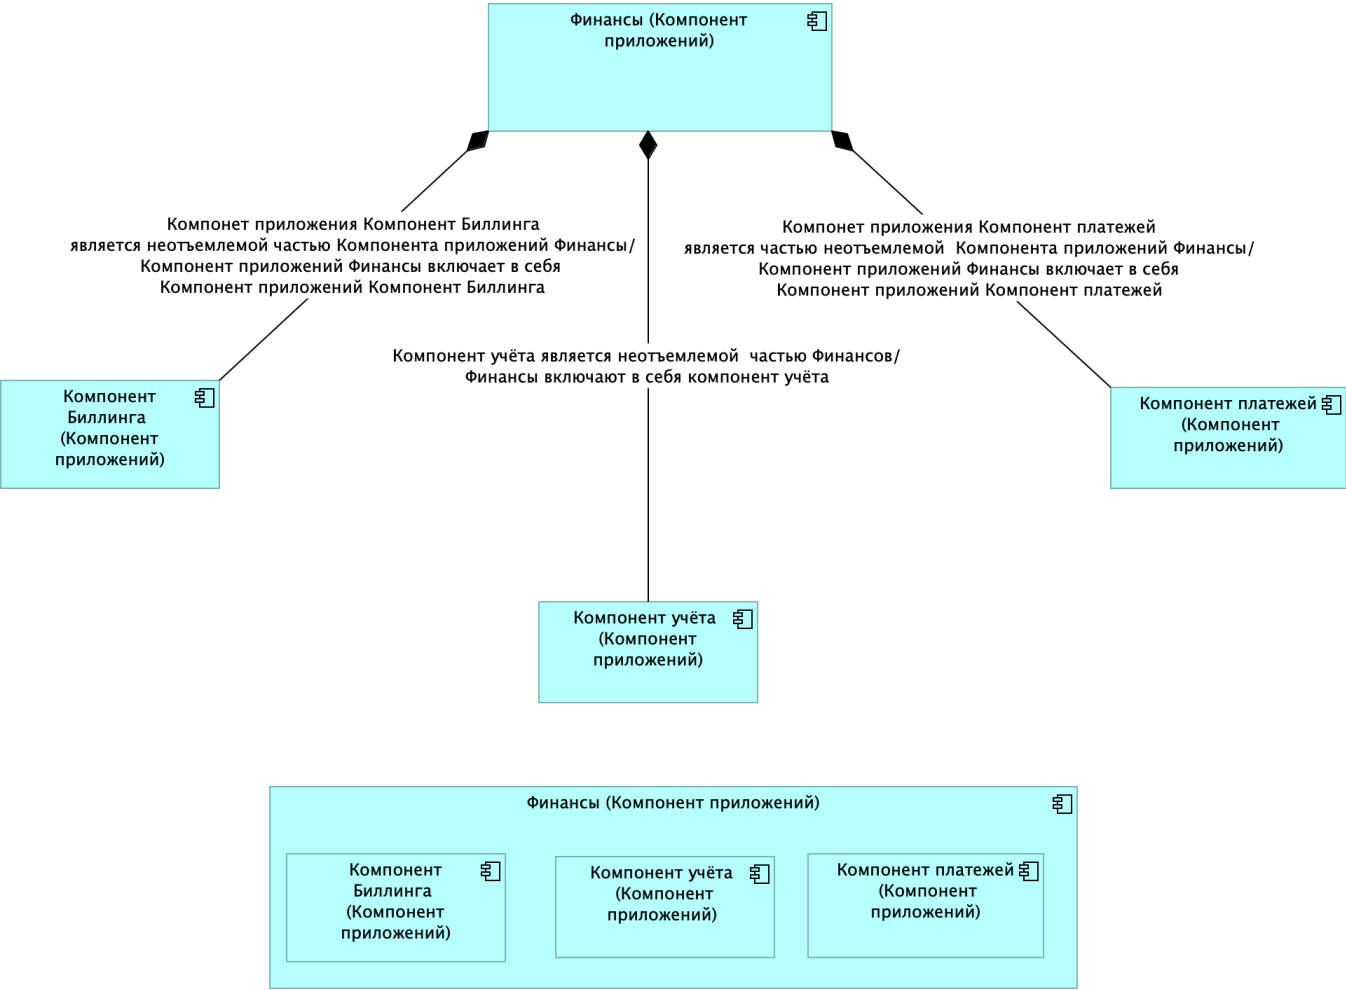 Финансы (Компонент
приложений)
Компонет приложения Компонент Биллинга
является неотъемлемой частью Компонента приложений Финансы/
Компонент приложений Финансы включает в себя
Компонент приложений Компонент Биллинга
Компонет приложения Компонент платежей
является частью неотъемлемой  Компонента приложений Финансы/
Компонент приложений Финансы включает в себя
Компонент приложений Компонент платежей
Компонент учёта является неотъемлемой  частью Финансов/
Финансы включают в себя компонент учёта
Компонент
Биллинга
(Компонент
приложений)
Компонент платежей
(Компонент
приложений)
Компонент учёта
(Компонент
приложений)
Финансы (Компонент приложений)
Компонент
Биллинга
(Компонент
приложений)
Компонент учёта
(Компонент
приложений)
Компонент платежей
(Компонент
приложений)